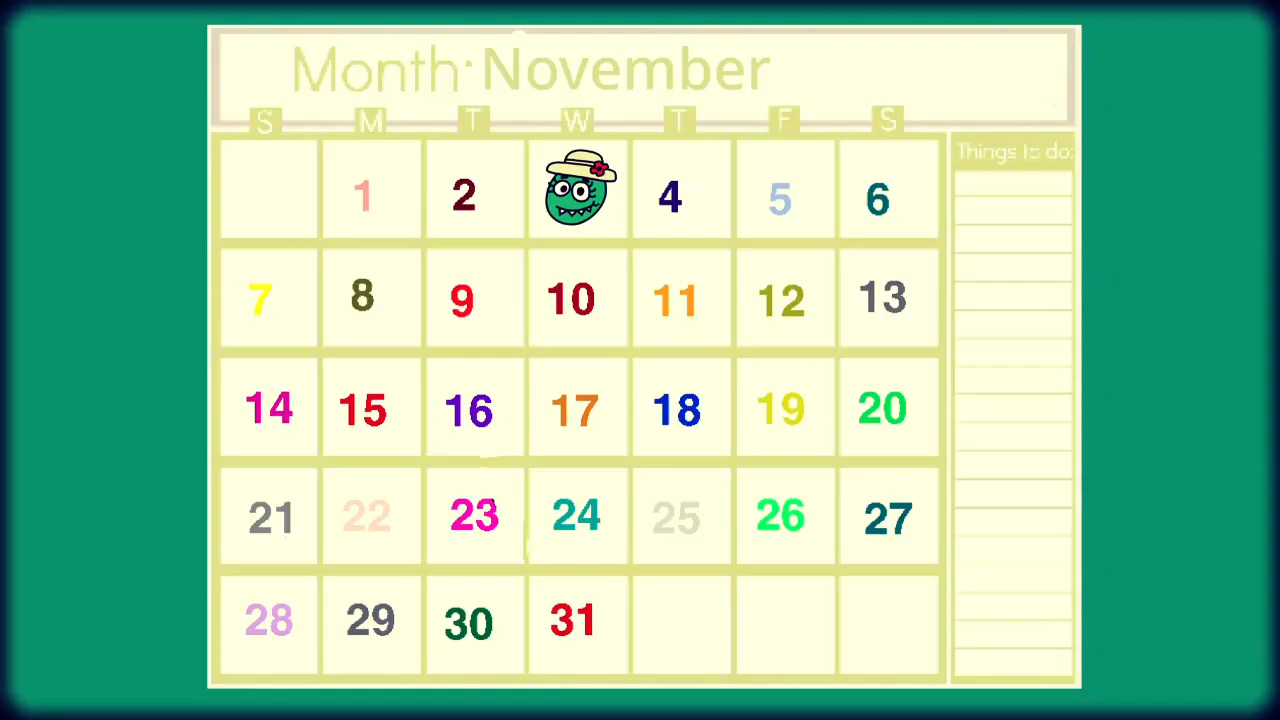 Month: November
S M T W T F S
Things to do:
1 2 4 5 6
7 8 9 10 11 12 13
14 15 16 17 18 19 20
21 22 23 24 25 26 27
28 29 30 31